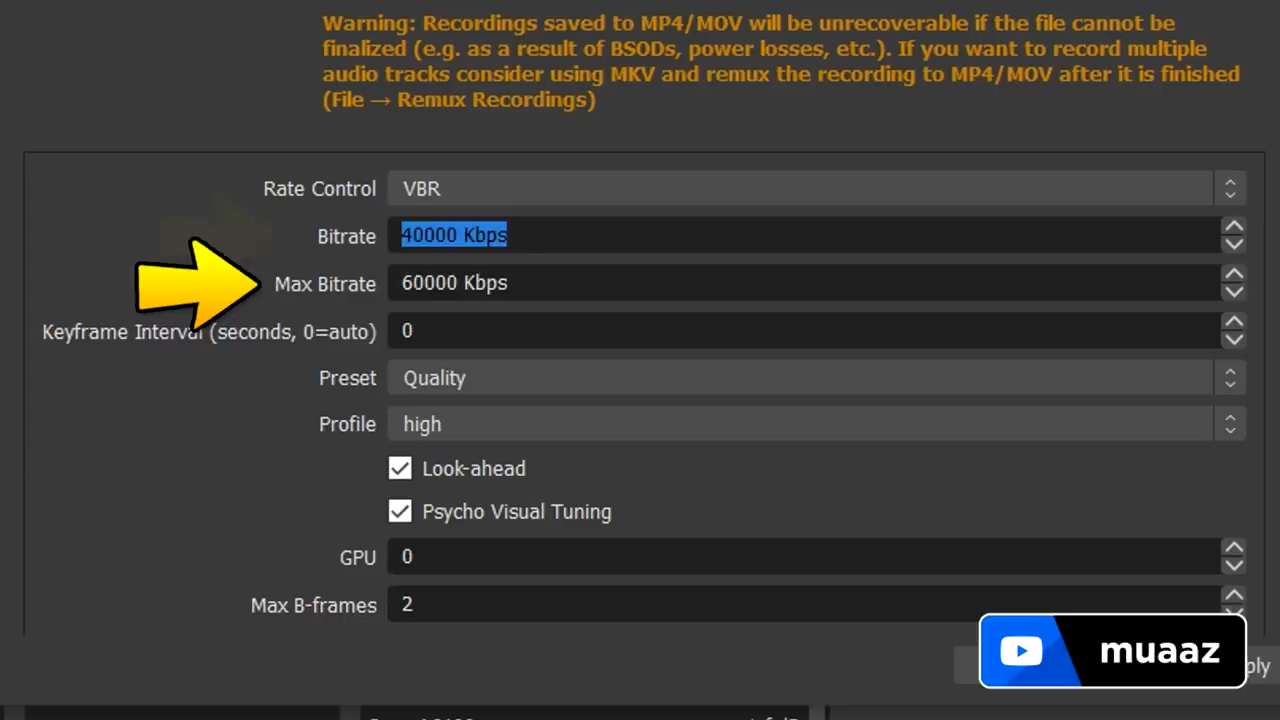 Warning: Recordings saved to MP4/MOV will be unrecoverable if the file cannot be
finalized (e.g. as a result of BSODs, power losses, etc.). If you want to record multiple
audio tracks consider using MKV and remux the recording to MP4/MOV after it is finished
(File → Remux Recordings)
Rate Control VBR
Bitrate 40000 Kbps
Max Bitrate 60000 Kbps
Keyframe Interval (seconds, 0=auto) 0
Preset Quality
Profile high
Look-ahead
Psycho Visual Tuning
GPU 0
Max B-frames 2
muaaz